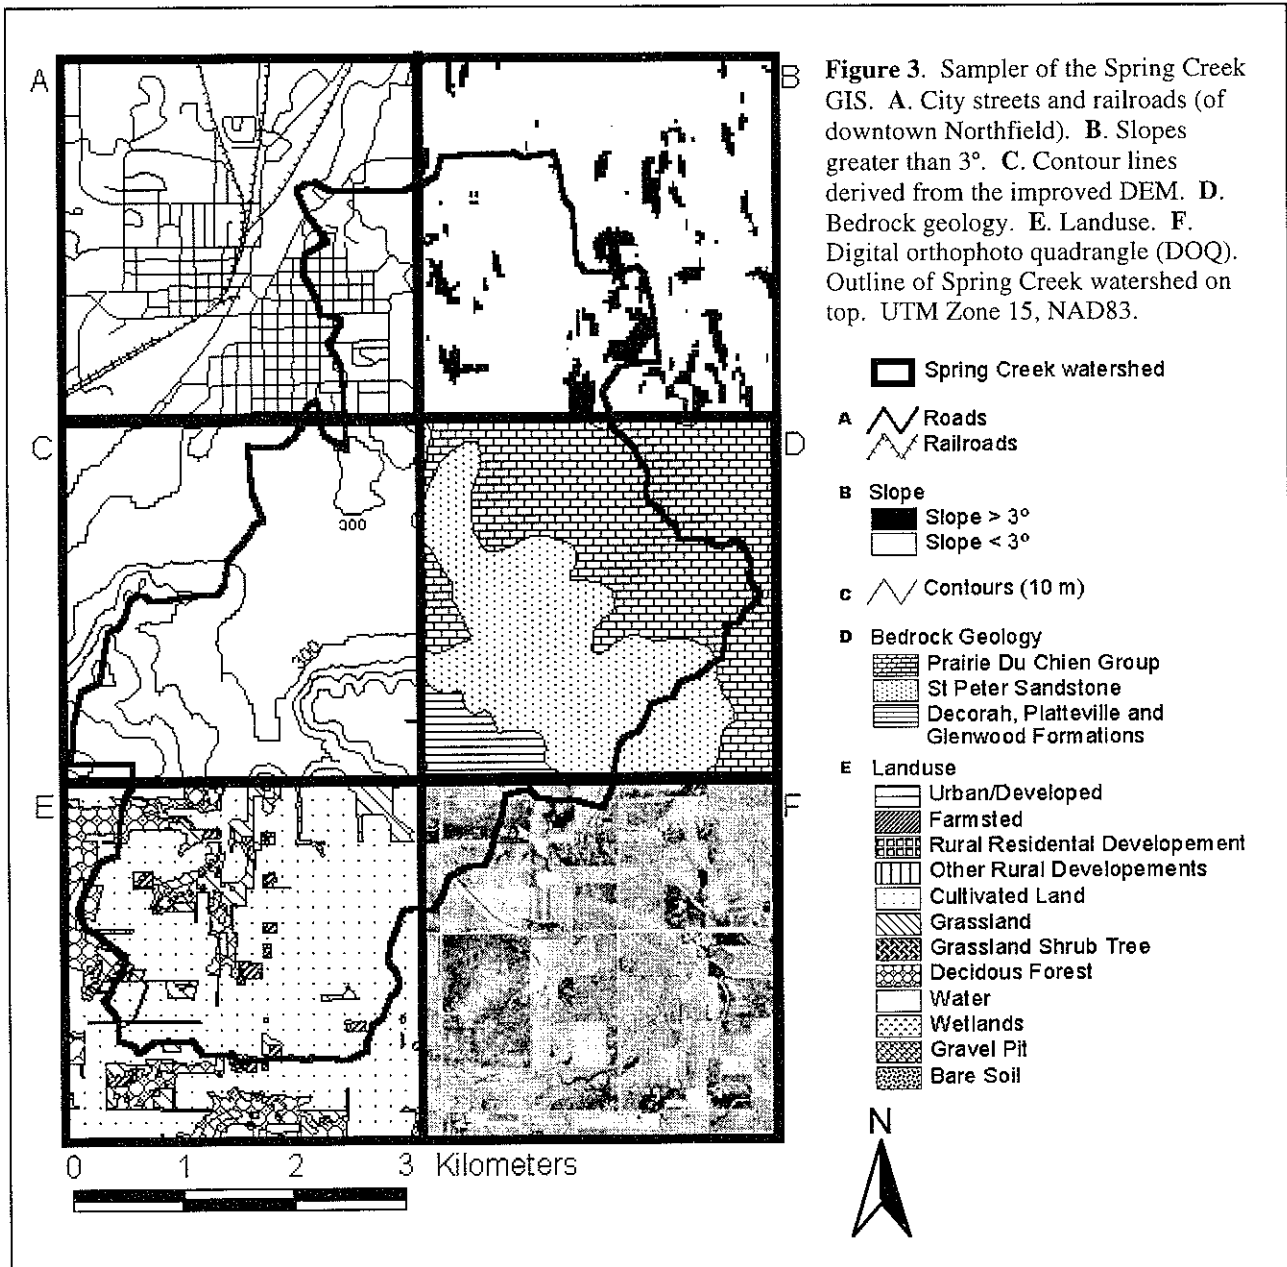 A
B
C
D
E
F
300
300
0 1 2 3 Kilometers
Figure 3. Sampler of the Spring Creek
GIS. A. City streets and railroads (of
downtown Northfield). B. Slopes
greater than 3º. C. Contour lines
derived from the improved DEM. D.
Bedrock geology. E. Landuse. F.
Digital orthophoto quadrangle (DOQ).
Outline of Spring Creek watershed on
top. UTM Zone 15, NAD83.
Spring Creek watershed
A Roads
Railroads
B Slope
Slope > 3º
Slope < 3º
C Contours (10 m)
D Bedrock Geology
Prairie Du Chien Group
St Peter Sandstone
Decorah, Platteville and
Glenwood Formations
E Landuse
Urban/Developed
Farmsted
Rural Residental Developement
Other Rural Developements
Cultivated Land
Grassland
Grassland Shrub Tree
Decidous Forest
Water
Wetlands
Gravel Pit
Bare Soil
N